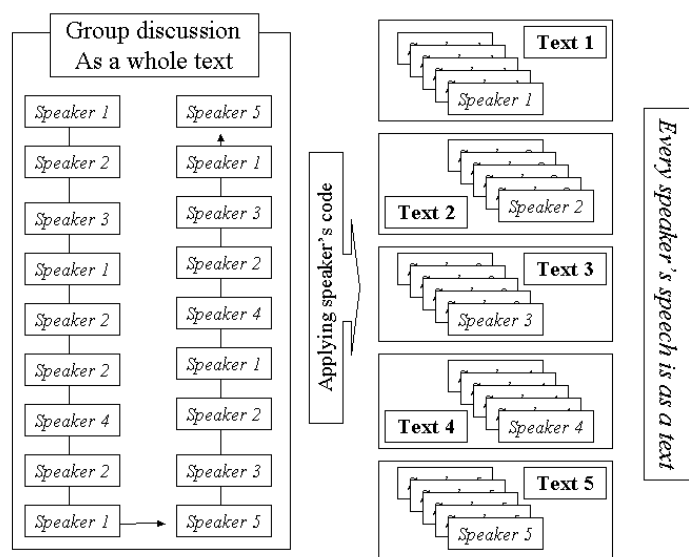 Group discussion
As a whole text
Speaker 1
Speaker 2
Speaker 3
Speaker 1
Speaker 2
Speaker 2
Speaker 4
Speaker 2
Speaker 1
Speaker 5
Speaker 1
Speaker 3
Speaker 2
Speaker 4
Speaker 1
Speaker 2
Speaker 3
Speaker 5
Applying speaker's code
Text 1
Speaker 1
Text 2
Speaker 2
Text 3
Speaker 3
Text 4
Speaker 4
Text 5
Speaker 5
Every speaker's speech is as a text